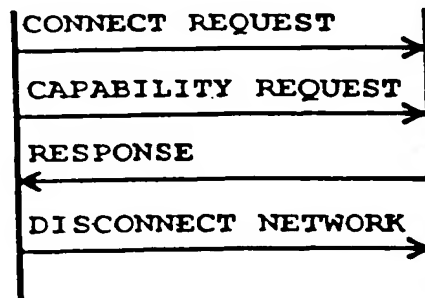 CONNECT REQUEST
CAPABILITY REQUEST
RESPONSE
DISCONNECT NETWORK